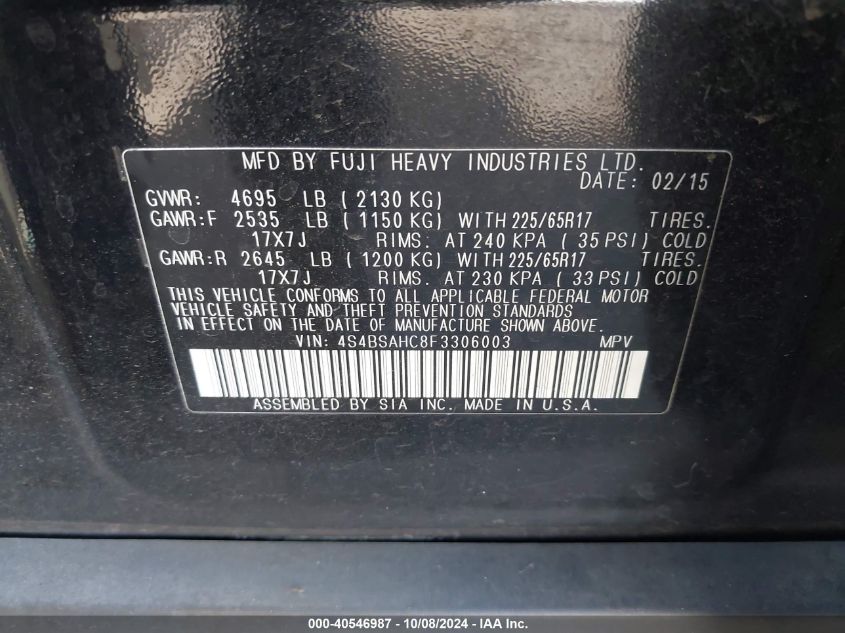 MFD BY FUJI HEAVY INDUSTRIES LTD.
DATE: 02/15
GVWR: 4695 LB ( 2130 KG)
GAWR:F 2535 LB ( 1150 KG) WITH 225/65R17 TIRES.
17X7J RIMS. AT 240 KPA ( 35 PSI) COLD
GAWR:R 2645 LB ( 1200 KG) WITH 225/65R17 TIRES.
17X7J RIMS. AT 230 KPA ( 33 PSI) COLD
THIS VEHICLE CONFORMS TO ALL APPLICABLE FEDERAL MOTOR
VEHICLE SAFETY AND THEFT PREVENTION STANDARDS
IN EFFECT ON THE DATE OF MANUFACTURE SHOWN ABOVE.
VIN: 4S4BSAHC8F3306003 MPV
ASSEMBLED BY SIA INC. MADE IN U.S.A.
000-40546987 - 10/08/2024 - IAA Inc.